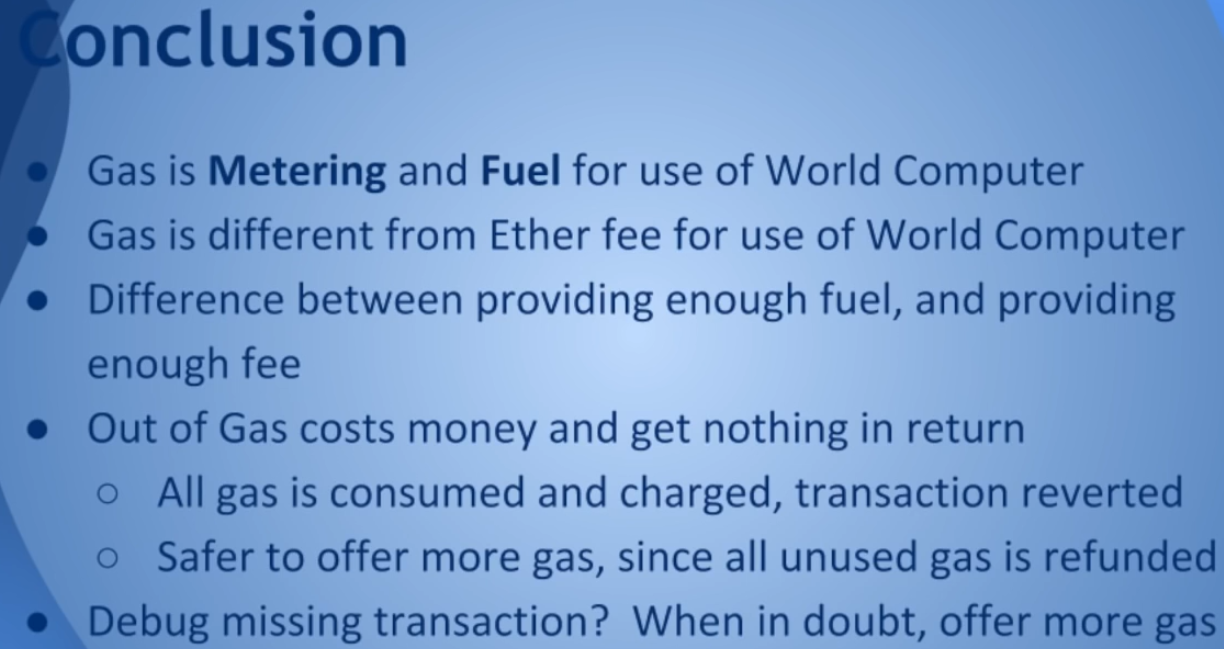 Conclusion
● Gas is Metering and Fuel for use of World Computer
● Gas is different from Ether fee for use of World Computer
● Difference between providing enough fuel, and providing
enough fee
● Out of Gas costs money and get nothing in return
○ All gas is consumed and charged, transaction reverted
○ Safer to offer more gas, since all unused gas is refunded
● Debug missing transaction?  When in doubt, offer more gas